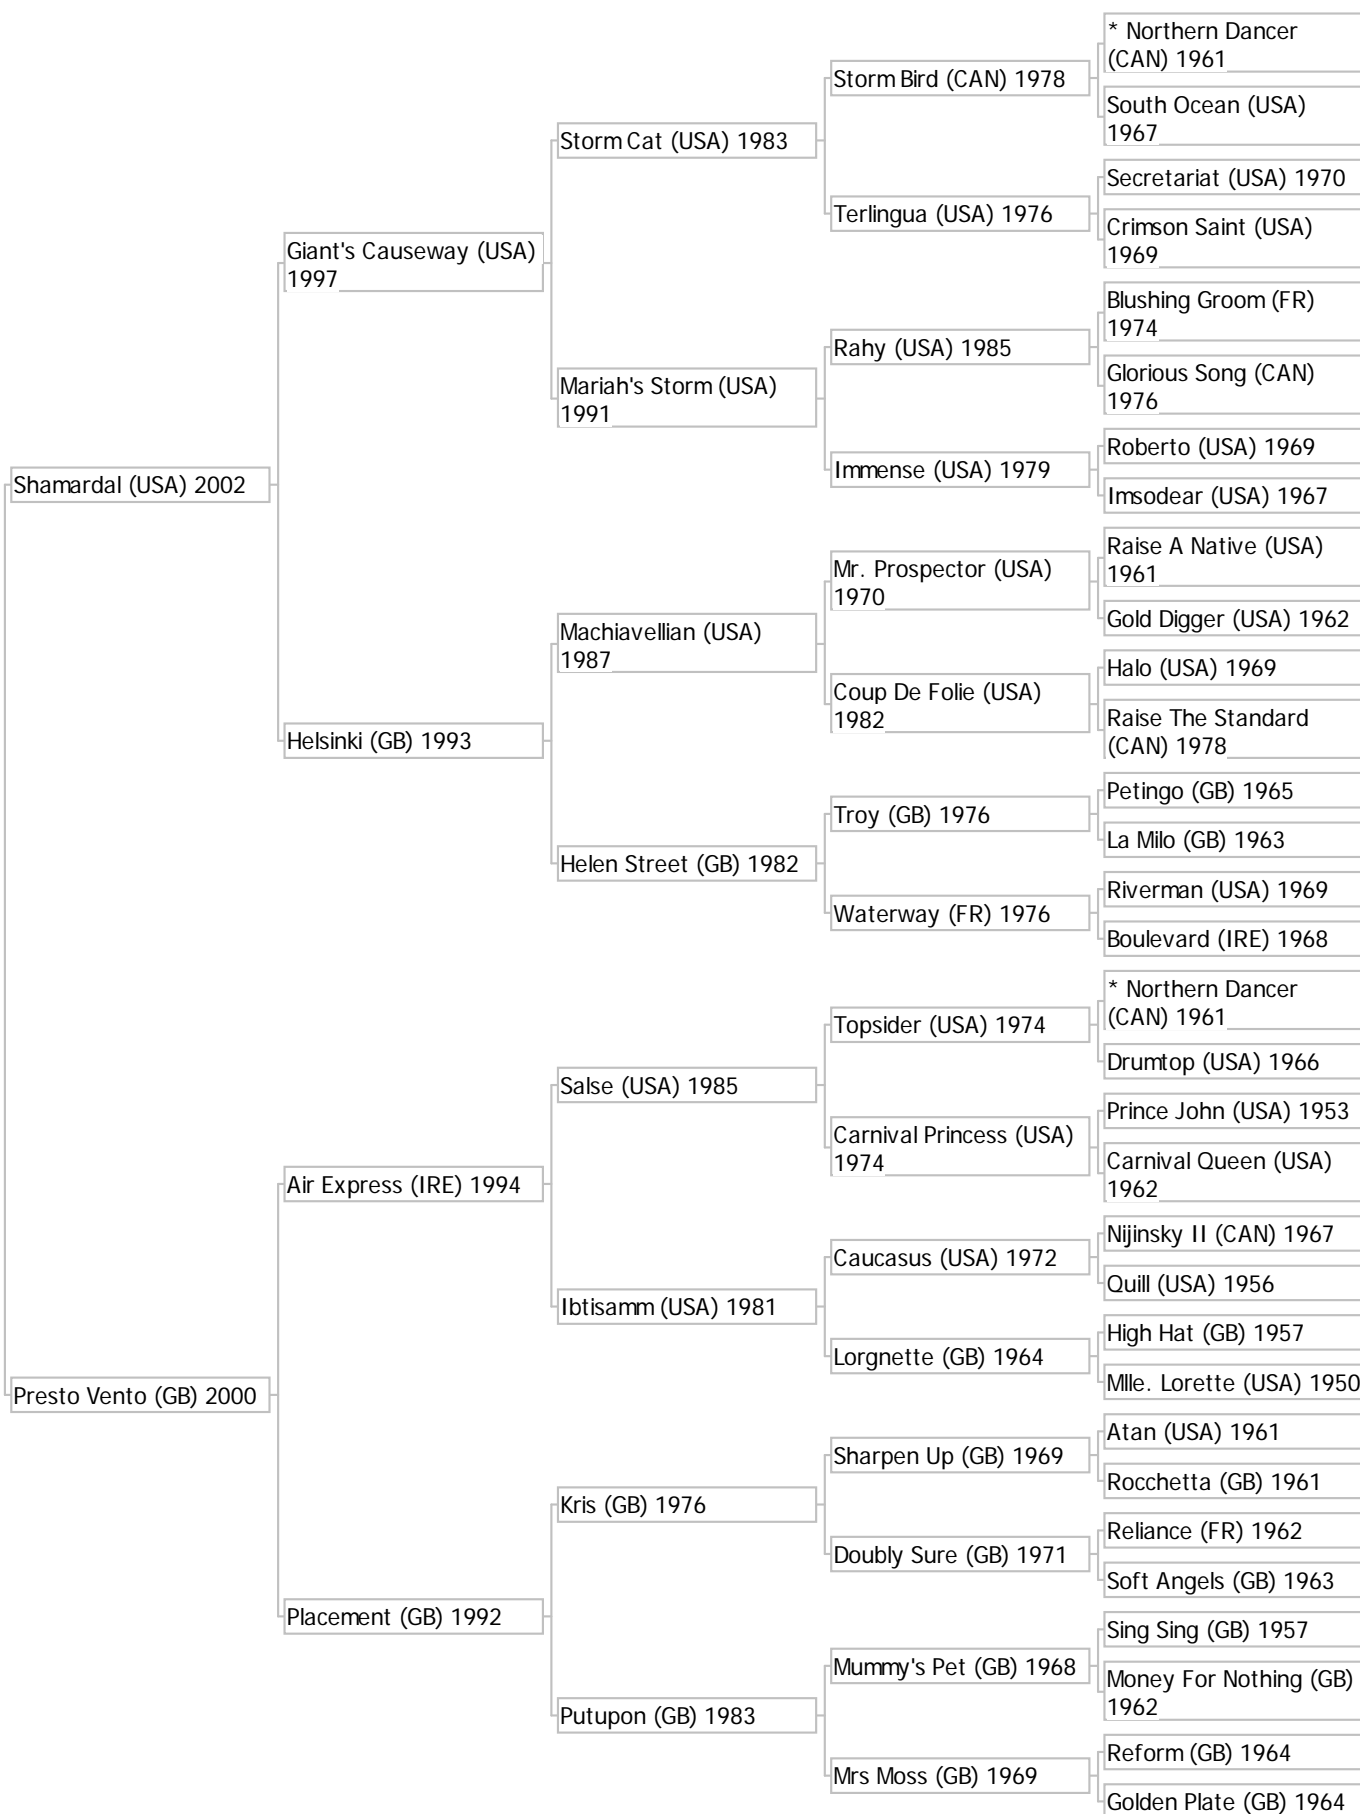 * Northern Dancer
(CAN) 1961
Storm Bird (CAN) 1978
South Ocean (USA)
1967
Storm Cat (USA) 1983
Secretariat (USA) 1970
Terlingua (USA) 1976
Crimson Saint (USA)
1969
Giant's Causeway (USA)
1997
Blushing Groom (FR)
1974
Rahy (USA) 1985
Glorious Song (CAN)
1976
Mariah's Storm (USA)
1991
Roberto (USA) 1969
Immense (USA) 1979
Imsodear (USA) 1967
Shamardal (USA) 2002
Raise A Native (USA)
1961
Mr. Prospector (USA)
1970
Gold Digger (USA) 1962
Machiavellian (USA)
1987
Halo (USA) 1969
Coup De Folie (USA)
1982
Raise The Standard
(CAN) 1978
Helsinki (GB) 1993
Petingo (GB) 1965
Troy (GB) 1976
La Milo (GB) 1963
Helen Street (GB) 1982
Riverman (USA) 1969
Waterway (FR) 1976
Boulevard (IRE) 1968
* Northern Dancer
(CAN) 1961
Topsider (USA) 1974
Drumtop (USA) 1966
Salse (USA) 1985
Prince John (USA) 1953
Carnival Princess (USA)
1974
Carnival Queen (USA)
1962
Air Express (IRE) 1994
Nijinsky II (CAN) 1967
Caucasus (USA) 1972
Quill (USA) 1956
Ibtisamm (USA) 1981
High Hat (GB) 1957
Lorgnette (GB) 1964
Mlle. Lorette (USA) 1950
Presto Vento (GB) 2000
Atan (USA) 1961
Sharpen Up (GB) 1969
Rocchetta (GB) 1961
Kris (GB) 1976
Reliance (FR) 1962
Doubly Sure (GB) 1971
Soft Angels (GB) 1963
Placement (GB) 1992
Sing Sing (GB) 1957
Mummy's Pet (GB) 1968
Money For Nothing (GB)
1962
Putupon (GB) 1983
Reform (GB) 1964
Mrs Moss (GB) 1969
Golden Plate (GB) 1964